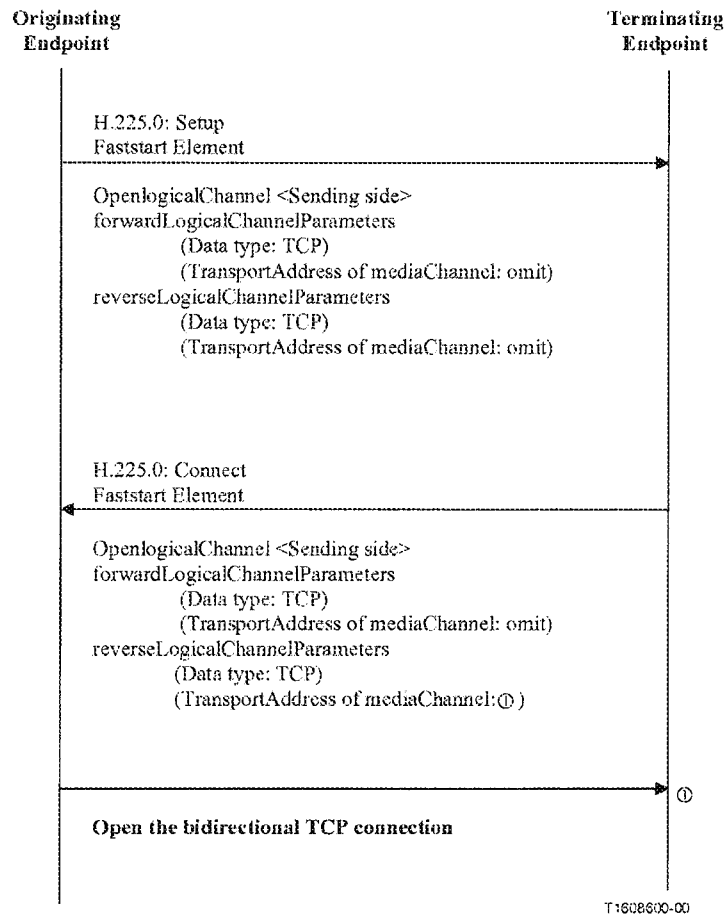 Originating
Endpoint
Terminating
Endpoint
H.225.0: Setup
Faststart Element
OpenlogicalChannel <Sending side>
forwardLogicalChannelParameters
(Data type: TCP)
(TransportAddress of mediaChannel: omit)
reverseLogicalChannelParameters
(Data type: TCP)
(TransportAddress of mediaChannel: omit)
H.225.0: Connect
Faststart Element
OpenlogicalChannel <Sending side>
forwardLogicalChannelParameters
(Data type: TCP)
(TransportAddress of mediaChannel: omit)
reverseLogicalChannelParameters
(Data type: TCP)
(TransportAddress of mediaChannel:① )
①
Open the bidirectional TCP connection
T1608600-00